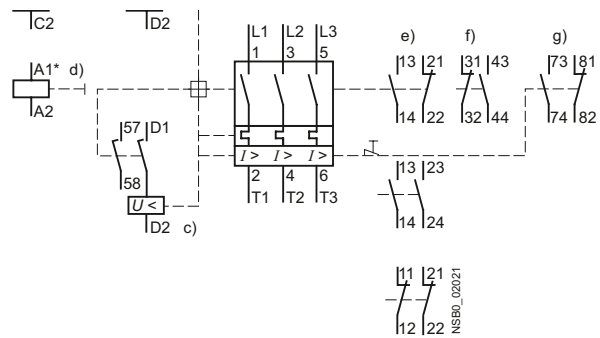 C2 D2
L1 L2 L3
1 3 5
e) f) g)
A1* d)
A2
13 21 31 43 73 81
14 22 32 44 74 82
57 D1
58
I > I > I >
U <
D2 c)
2 4 6
T1 T2 T3
13 23
14 24
11 21
12 22
NSB0_02021